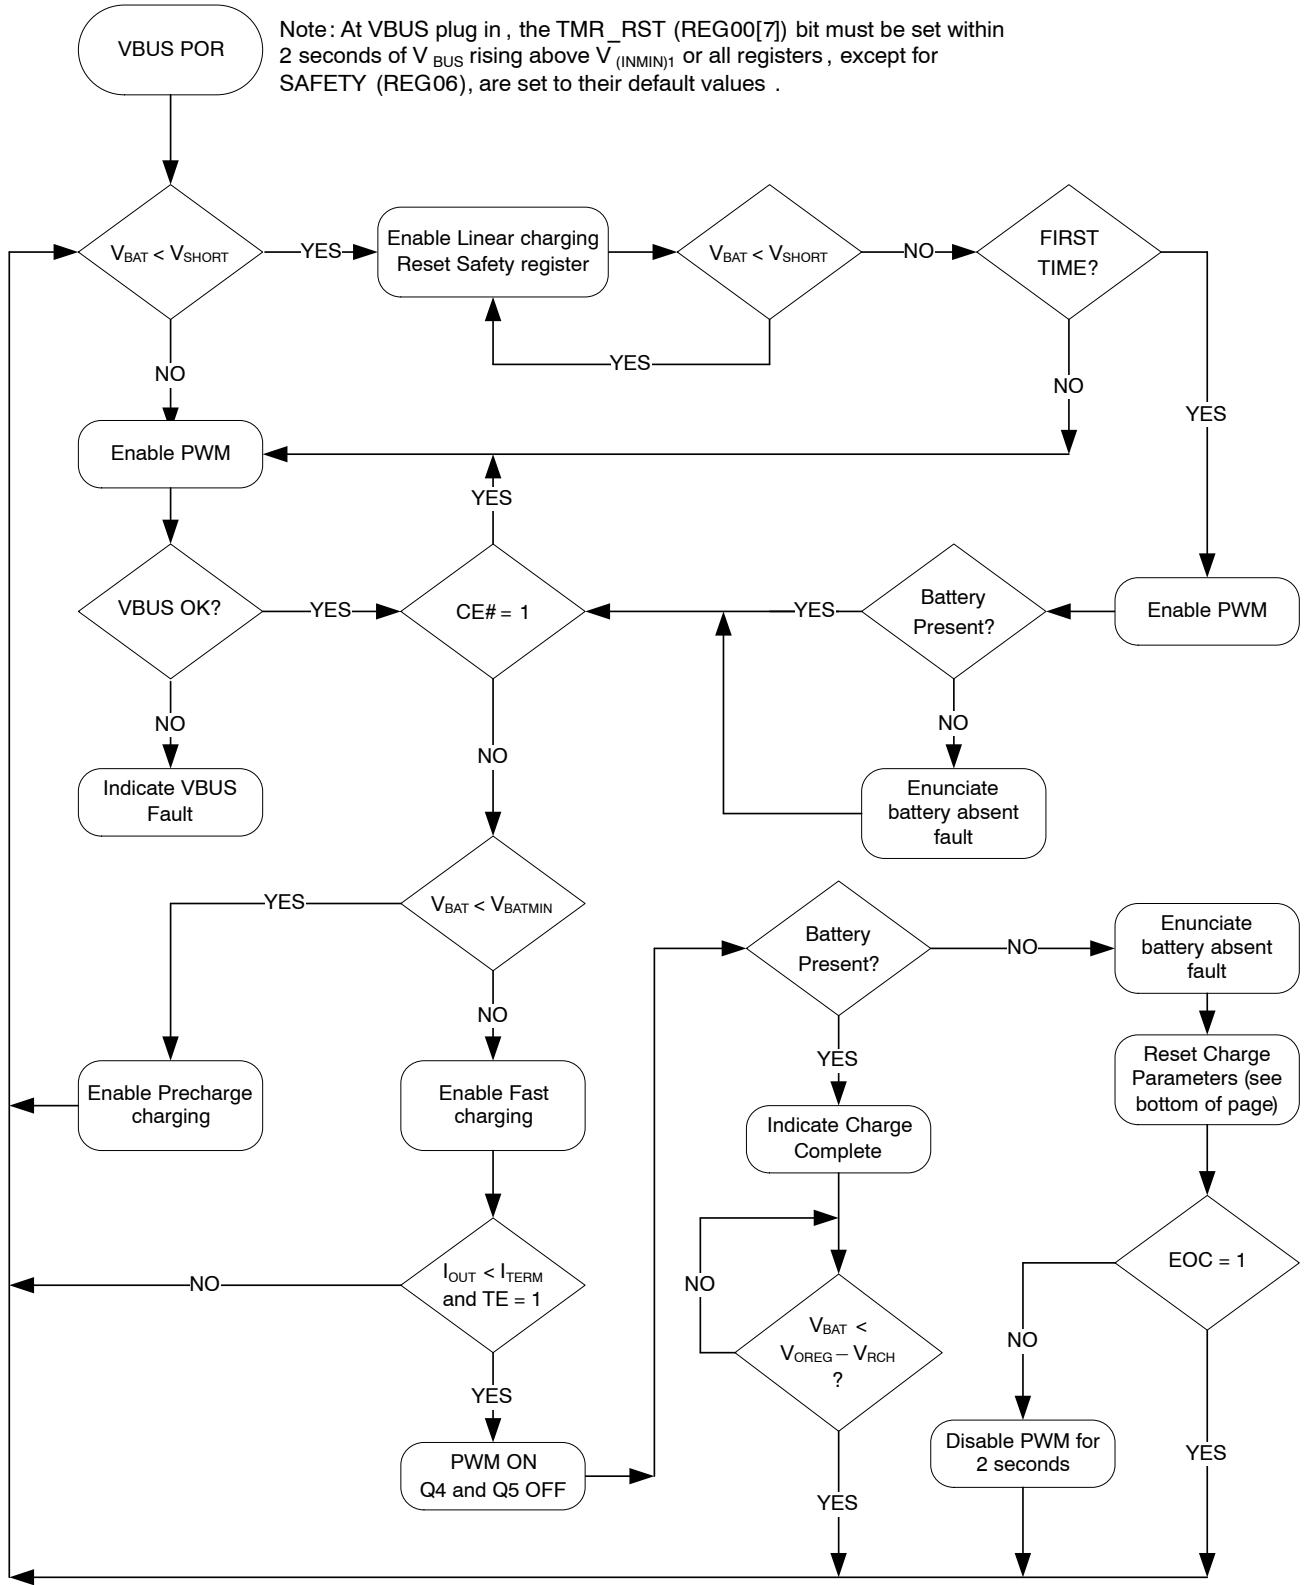 VBUS POR
Note: At VBUS plug in, the TMR_RST (REG00[7]) bit must be set within
2 seconds of V BUS rising above V (INMIN)1 or all registers, except for
SAFETY (REG06), are set to their default values .
VBAT < VSHORT
YES
Enable Linear charging
Reset Safety register
VBAT < VSHORT
NO
FIRST
TIME?
YES
NO
NO
YES
Enable PWM
YES
VBUS OK?
YES
CE# = 1
YES
Battery
Present?
Enable PWM
NO
NO
NO
Indicate VBUS
Fault
Enunciate
battery absent
fault
YES
VBAT < VBATMIN
Battery
Present?
NO
Enunciate
battery absent
fault
NO
YES
Enable Precharge
charging
Enable Fast
charging
Reset Charge
Parameters (see
bottom of page)
Indicate Charge
Complete
NO
IOUT < ITERM
and TE = 1
NO
EOC = 1
VBAT <
VOREG – VRCH
?
NO
YES
Disable PWM for
2 seconds
YES
PWM ON
Q4 and Q5 OFF
YES